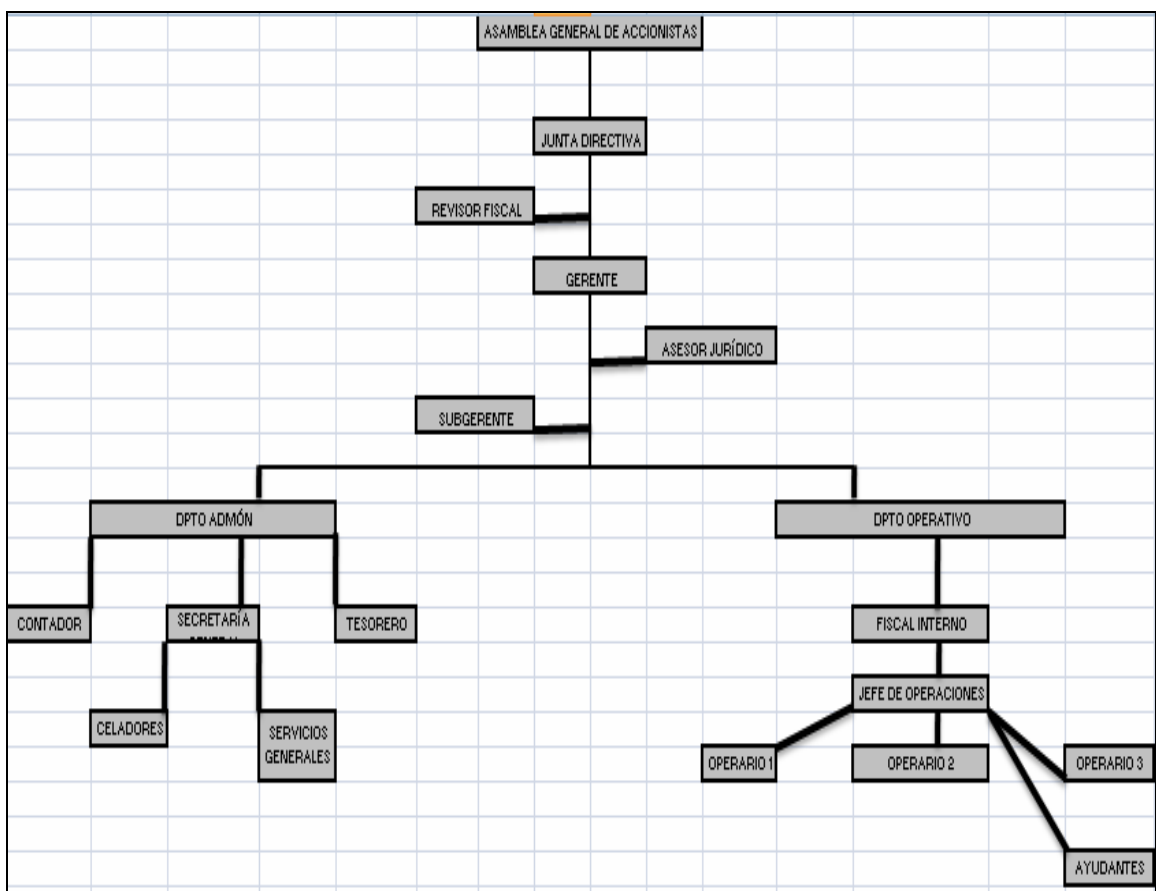 ASAMBLEA GENERAL DE ACCIONISTAS
JUNTA DIRECTIVA
REVISOR FISCAL
GERENTE
ASESOR JURÍDICO
SUBGERENTE
DPTO ADMÓN
DPTO OPERATIVO
CONTADOR
SECRETARÍA
TESORERO
FISCAL INTERNO
JEFE DE OPERACIONES
CELADORES
SERVICIOS
GENERALES
OPERARIO 1
OPERARIO 2
OPERARIO 3
AYUDANTES